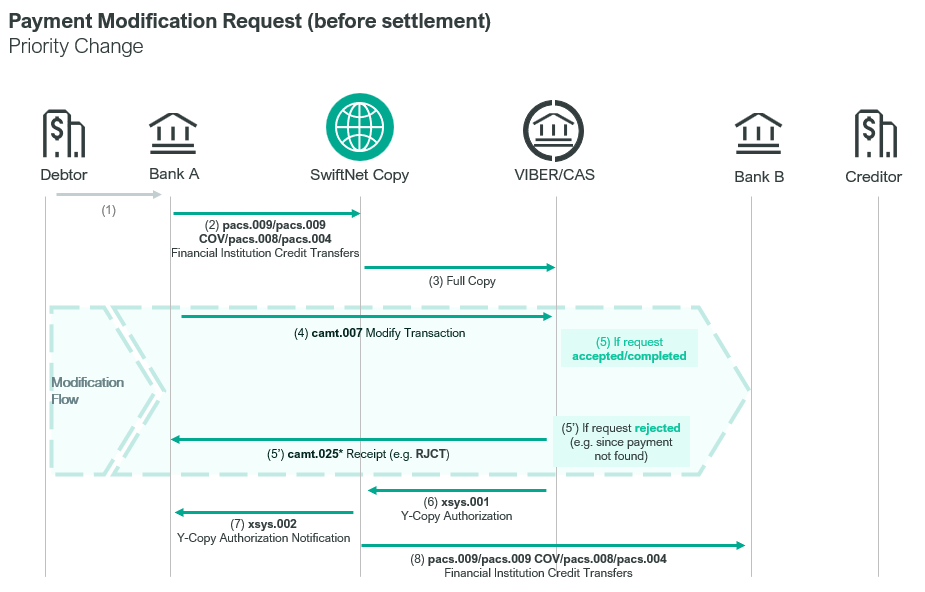 Payment Modification Request (before settlement)
Priority Change
Debtor
Bank A
SwiftNet Copy
VIBER/CAS
Bank B
Creditor
(1)
(2) pacs.009/pacs.009
COV/pacs.008/pacs.004
Financial Institution Credit Transfers
(3) Full Copy
(4) camt.007 Modify Transaction
(5) If request
accepted/completed
Modification
Flow
(5') If request rejected
(e.g. since payment
not found)
(5') camt.025* Receipt (e.g. RJCT)
(6) xsys.001
Y-Copy Authorization
(7) xsys.002
Y-Copy Authorization Notification
(8) pacs.009/pacs.009 COV/pacs.008/pacs.004
Financial Institution Credit Transfers